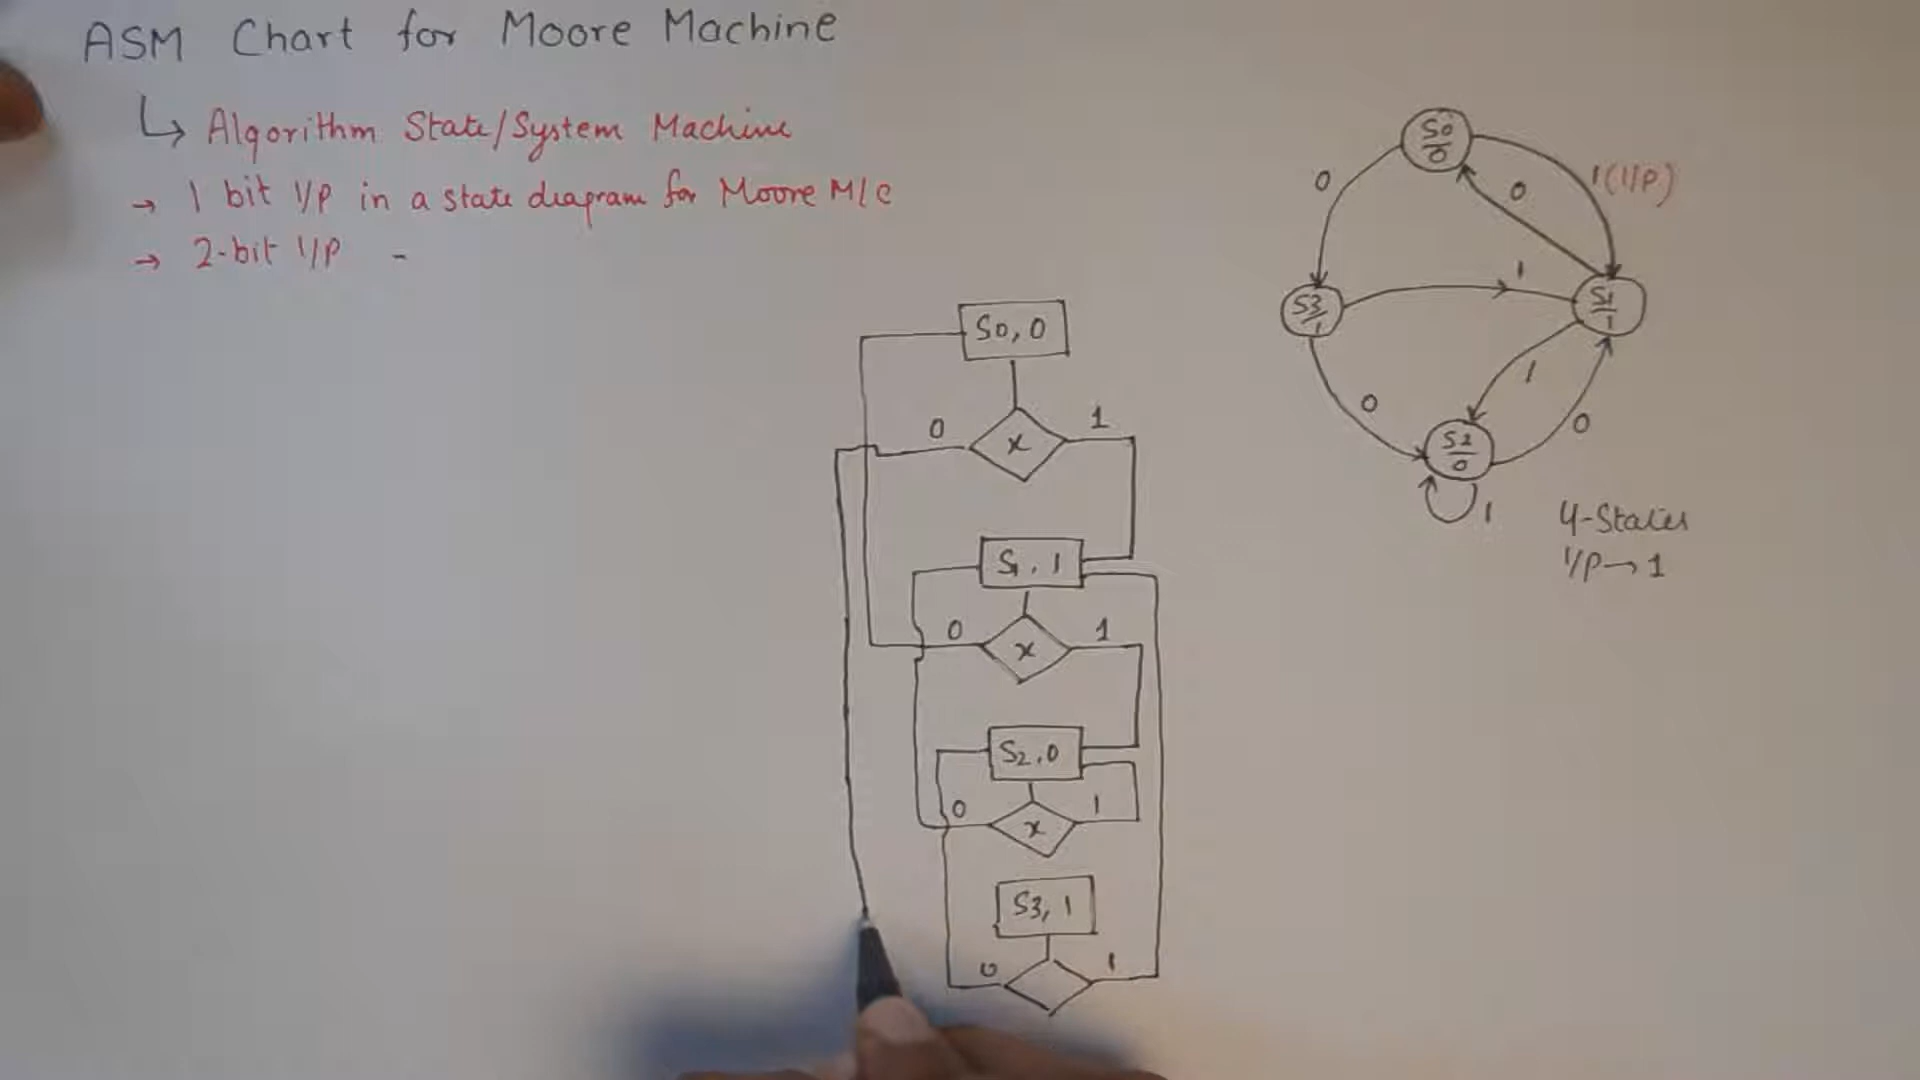 ASM Chart for Moore Machine
↳ Algorithm State/System Machine
→ 1 bit I/P in a state diagram for Moore M/C
→ 2-bit I/P -
S0, 0
0 x 1
S1, 1
0 x 1
S2, 0
0 x 1
S3, 1
0 1
S0/0
0 0 1(I/P)
S3/1 1 S1/1
0 1 0
S2/0
1
4-States
I/P→1